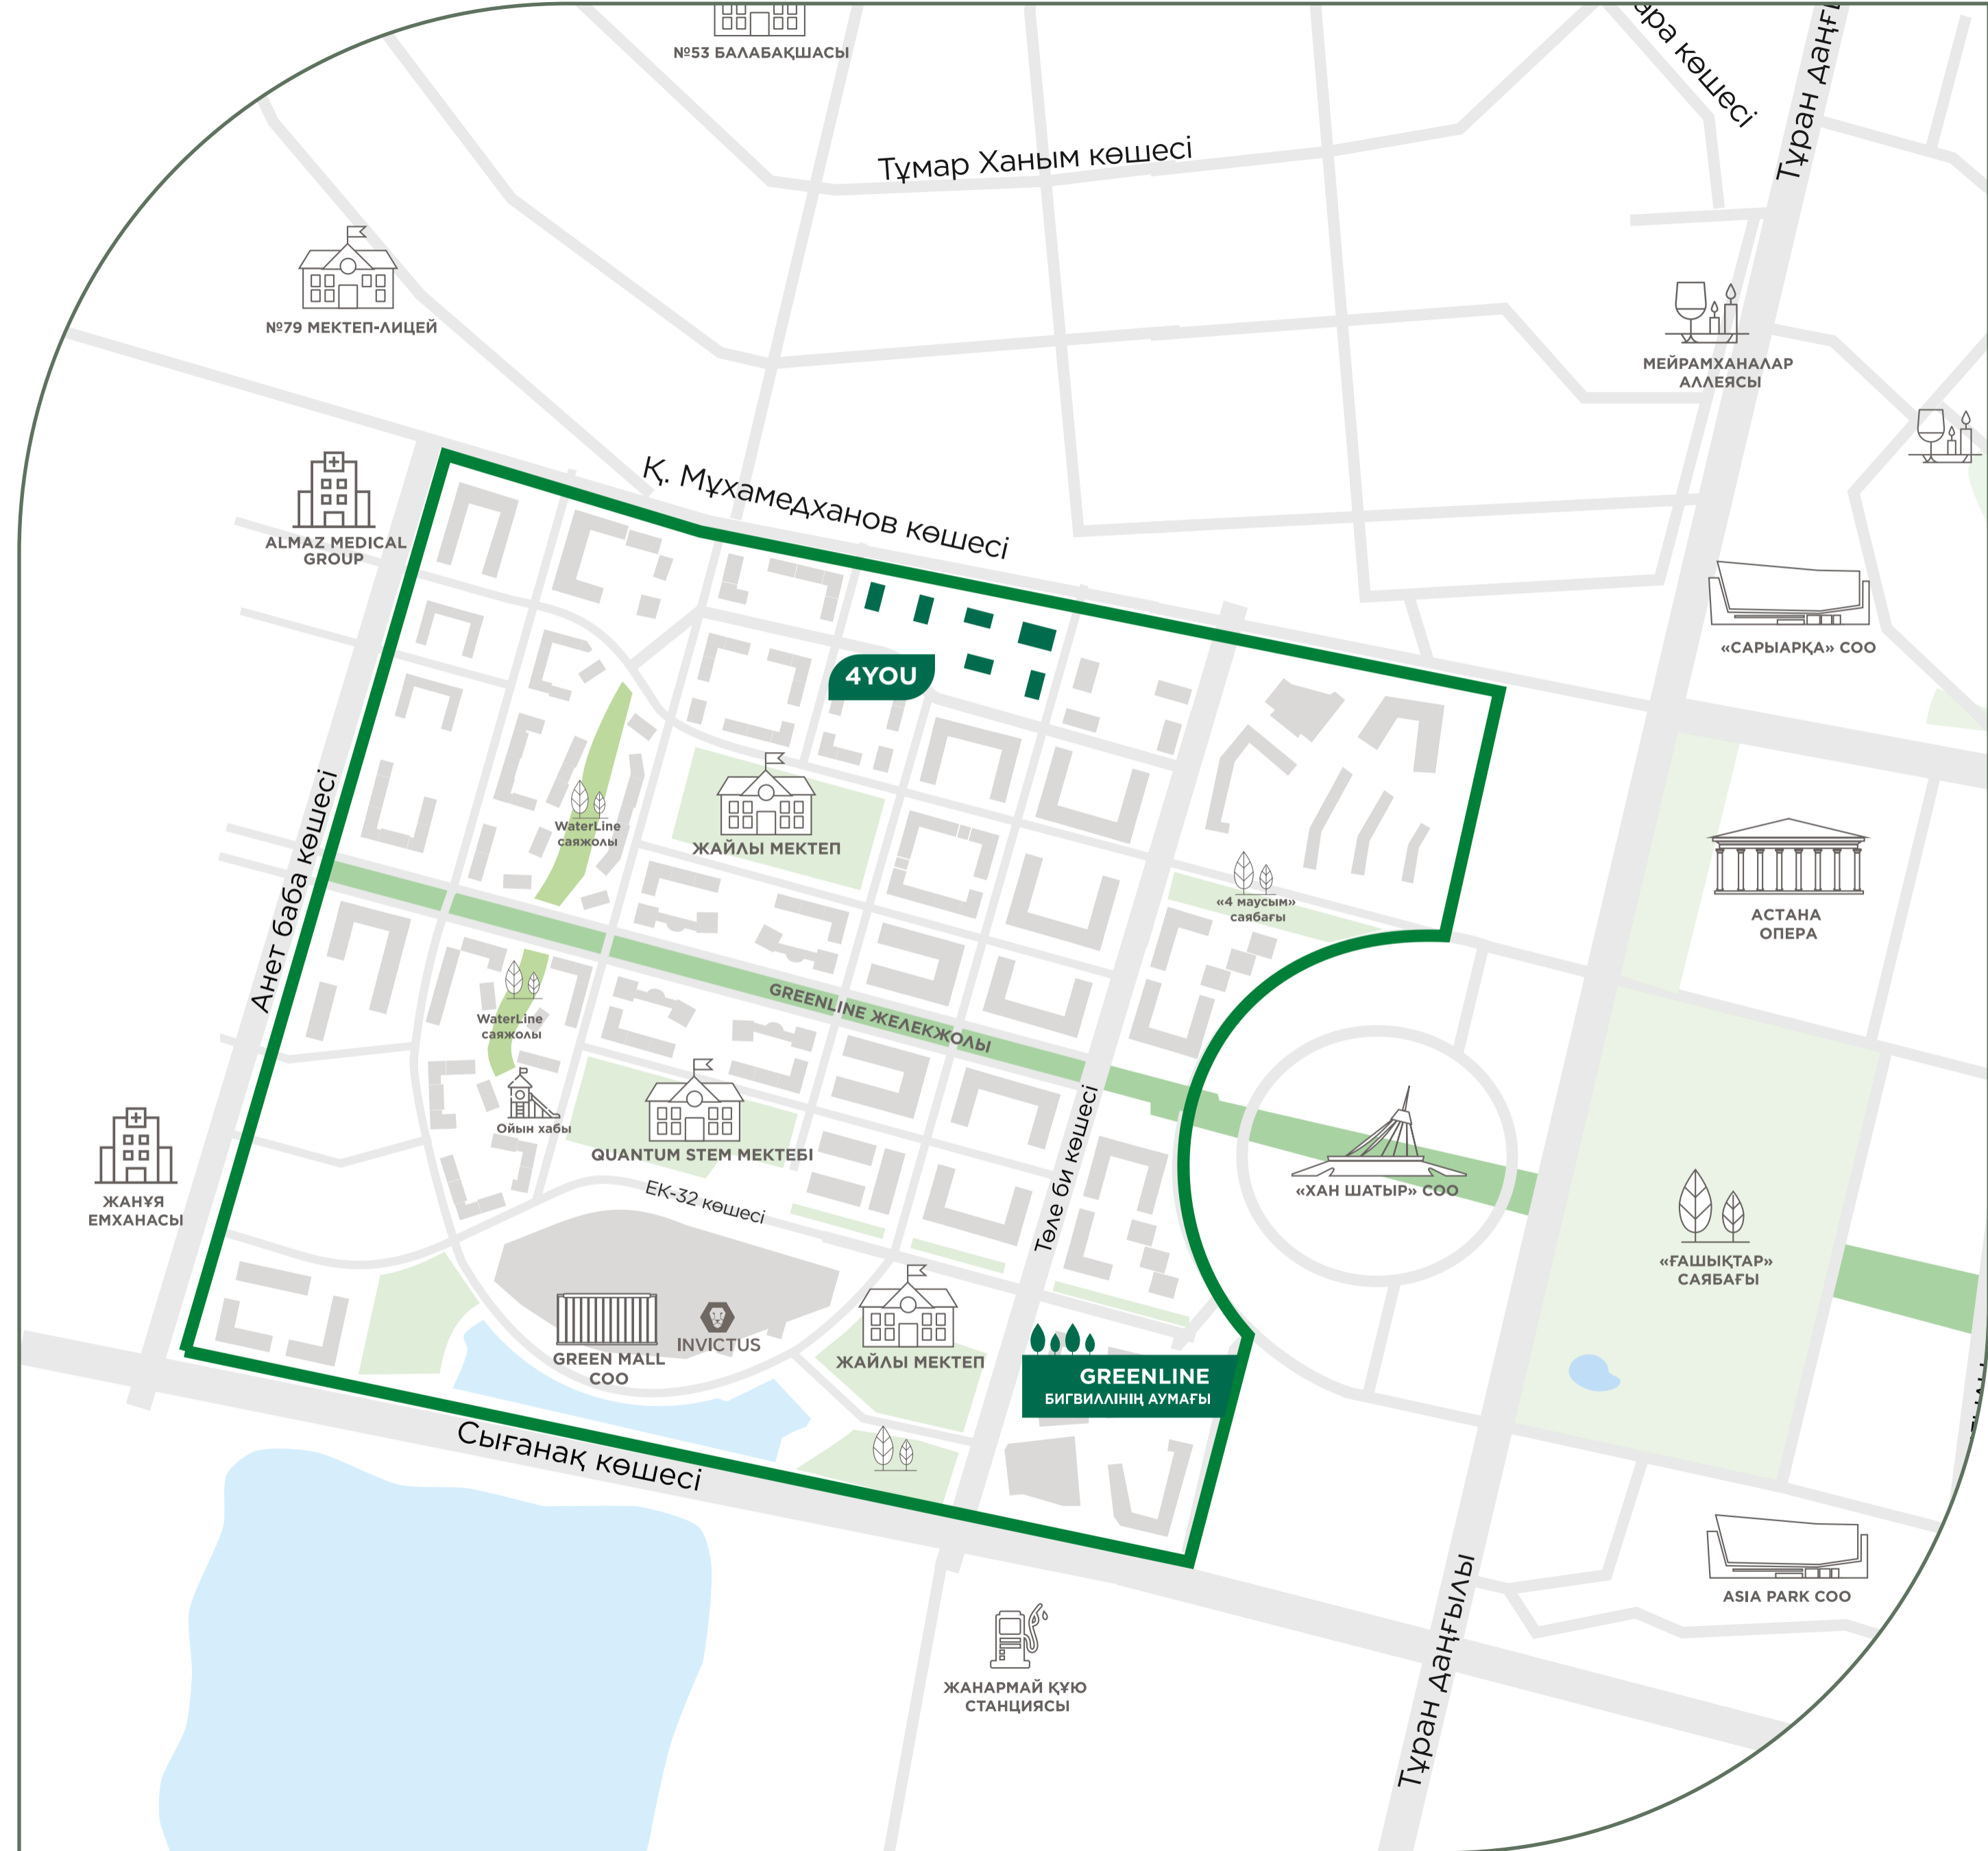 №53 БАЛАБАҚШАСЫ
көшесі
Тұран
Тұмар Ханым көшесі
№79 МЕКТЕП-ЛИЦЕЙ
МЕЙРАМХАНАЛАР
АЛЛЕЯСЫ
Қ. Мұхамедханов көшесі
ALMAZ MEDICAL
GROUP
«САРЫАРҚА» СОО
4YOU
WaterLine
саяжолы
ЖАЙЛЫ МЕКТЕП
«4 маусым»
саябағы
АСТАНА
ОПЕРА
Анет баба көшесі
GREENLINE ЖЕЛЕКЖОЛЫ
WaterLine
саяжолы
Ойын хабы
QUANTUM STEM МЕКТЕБІ
Төле би көшесі
«ХАН ШАТЫР» СОО
ЖАНҰЯ
ЕМХАНАСЫ
ЕК-32 көшесі
«ҒАШЫҚТАР»
САЯБАҒЫ
GREEN MALL
СОО
INVICTUS
ЖАЙЛЫ МЕКТЕП
GREENLINE
БИГВИЛЛІНІҢ АУМАҒЫ
Сығанақ көшесі
ASIA PARK СОО
Тұран даңғылы
ЖАНАРМАЙ ҚҰЮ
СТАНЦИЯСЫ